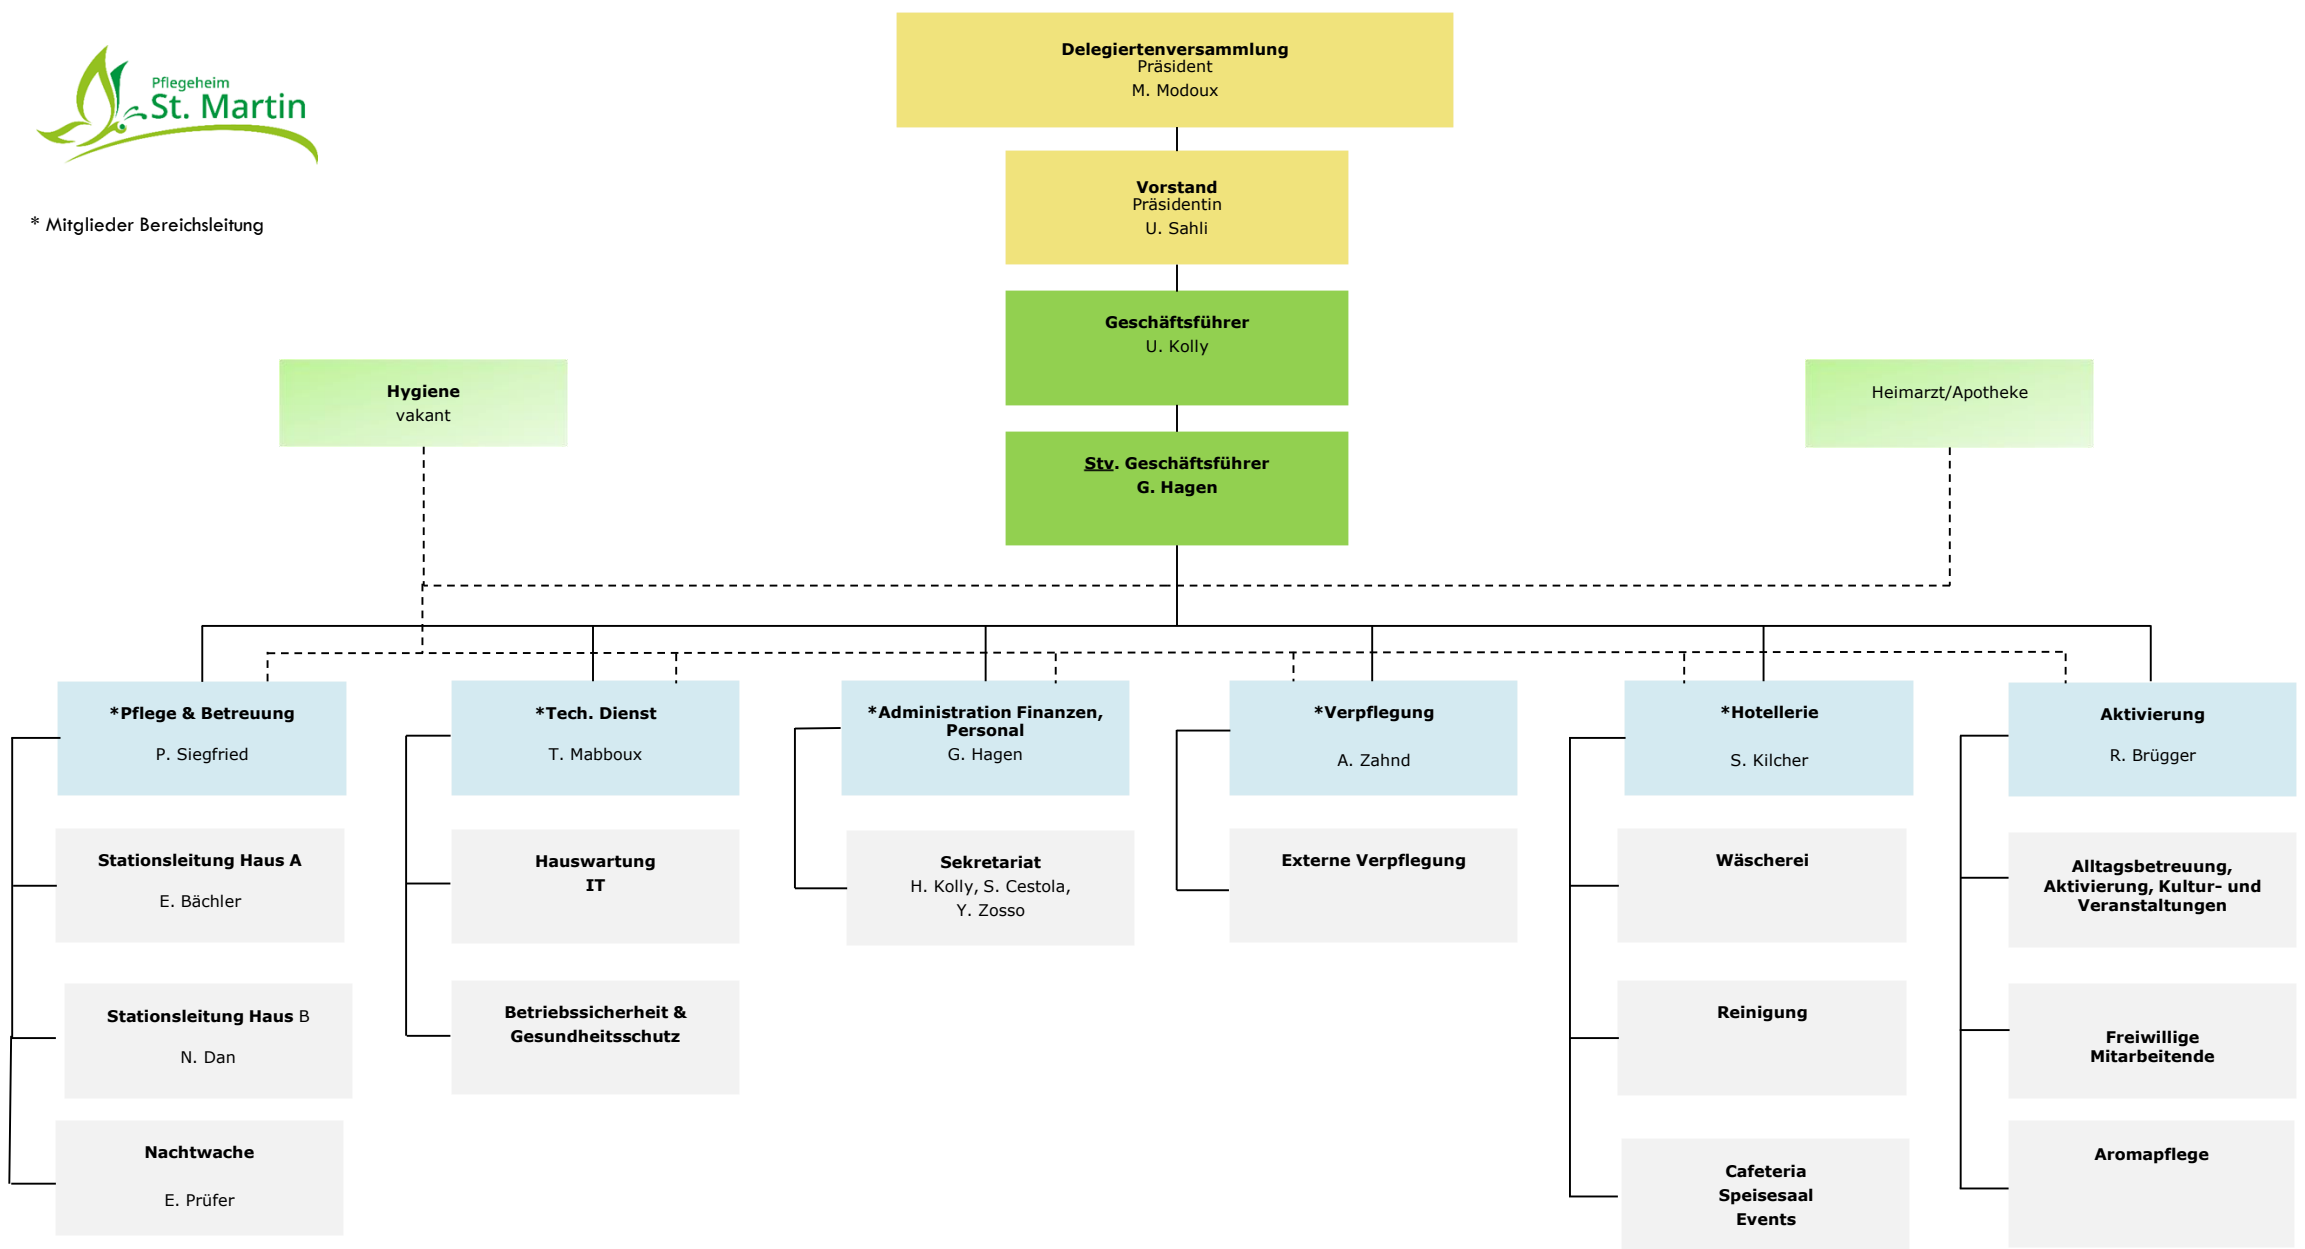 Pflegeheim
St. Martin
* Mitglieder Bereichsleitung
Delegiertenversammlung
Präsident
M. Modoux
Vorstand
Präsidentin
U. Sahli
Geschäftsführer
U. Kolly
Stv. Geschäftsführer
G. Hagen
Hygiene
vakant
Heimarzt/Apotheke
*Pflege & Betreuung
P. Siegfried
Stationsleitung Haus A
E. Bächler
Stationsleitung Haus B
N. Dan
Nachtwache
E. Prüfer
*Tech. Dienst
T. Mabboux
Hauswartung
IT
Betriebssicherheit &
Gesundheitsschutz
*Administration Finanzen,
Personal
G. Hagen
Sekretariat
H. Kolly, S. Cestola,
Y. Zosso
*Verpflegung
A. Zahnd
Externe Verpflegung
*Hotellerie
S. Kilcher
Wäscherei
Reinigung
Cafeteria
Speisesaal
Events
Aktivierung
R. Brügger
Alltagsbetreuung,
Aktivierung, Kultur- und
Veranstaltungen
Freiwillige
Mitarbeitende
Aromapflege